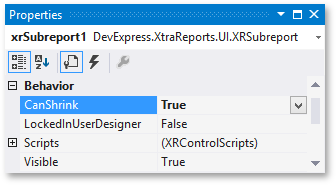 Properties
xrSubreport1 DevExpress.XtraReports.UI.XRSubreport
Behavior
CanShrink True
LockedInUserDesigner False
Scripts (XRControlScripts)
Visible True